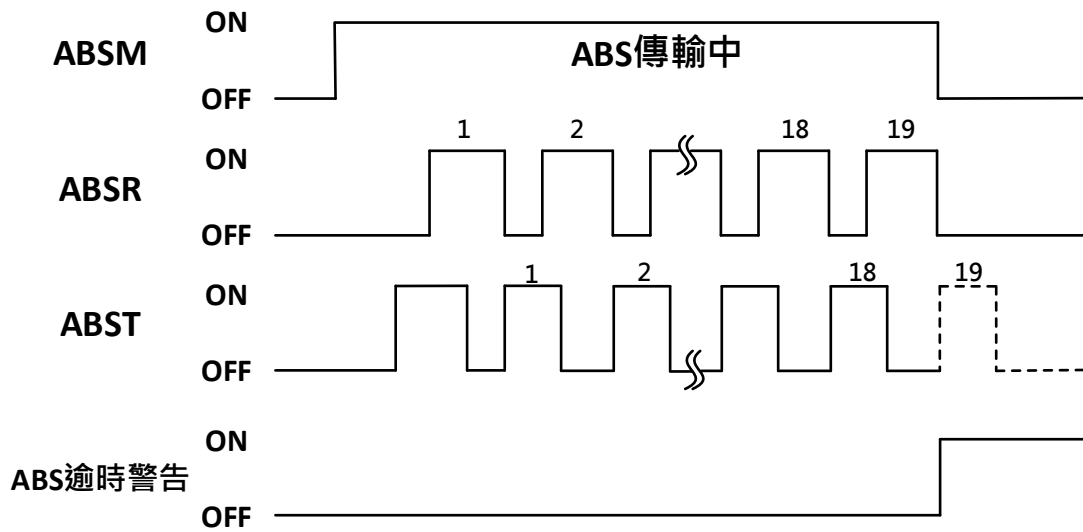 ON
ABSM
ABS傳輸中
OFF
1 2 18 19
ON
ABSR
OFF
1 2 18 19
ON
ABST
OFF
ON
ABS逾時警告
OFF